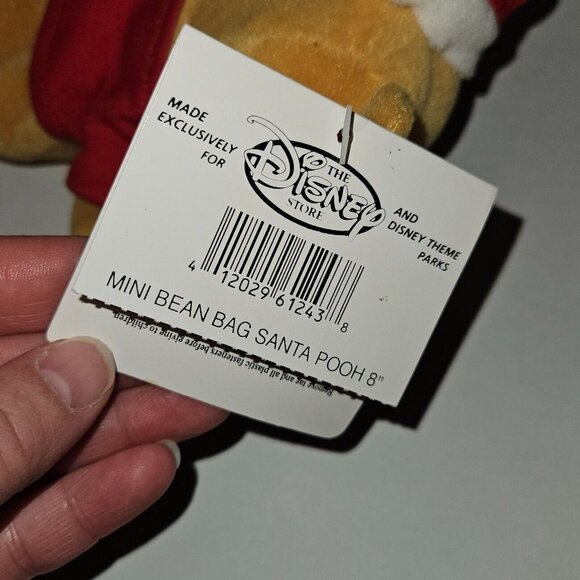 MADE
EXCLUSIVELY
FOR
THE
DISNEY
STORE
AND
DISNEY THEME
PARKS
4 12029 61243 8
MINI BEAN BAG SANTA POOH 8"
Remove tag and all plastic fasteners before giving to children